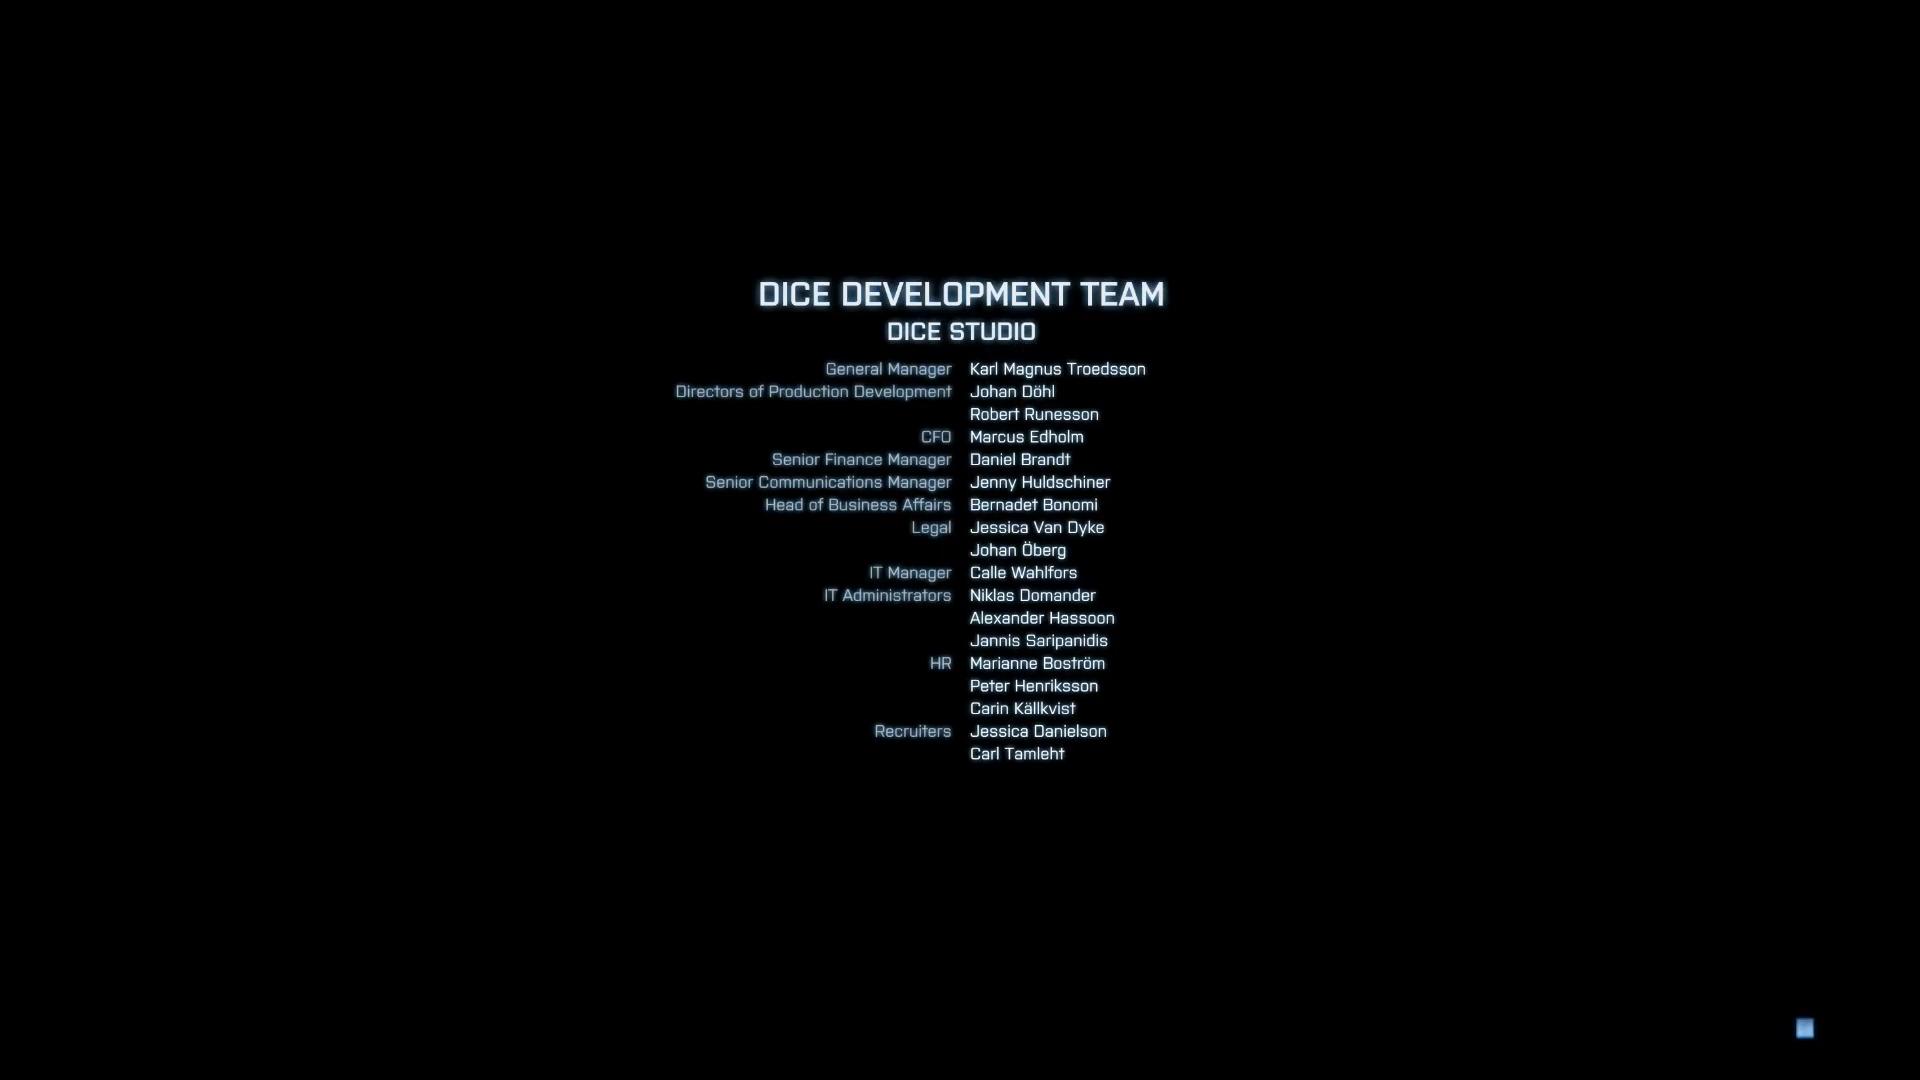 DICE DEVELOPMENT TEAM
DICE STUDIO
General Manager Karl Magnus Troedsson
Directors of Production Development Johan Döhl
Robert Runesson
CFO Marcus Edholm
Senior Finance Manager Daniel Brandt
Senior Communications Manager Jenny Huldschiner
Head of Business Affairs Bernadet Bonomi
Legal Jessica Van Dyke
Johan Öberg
IT Manager Calle Wahlfors
IT Administrators Niklas Domander
Alexander Hassoon
Jannis Saripanidis
HR Marianne Boström
Peter Henriksson
Carin Källkvist
Recruiters Jessica Danielson
Carl Tamleht